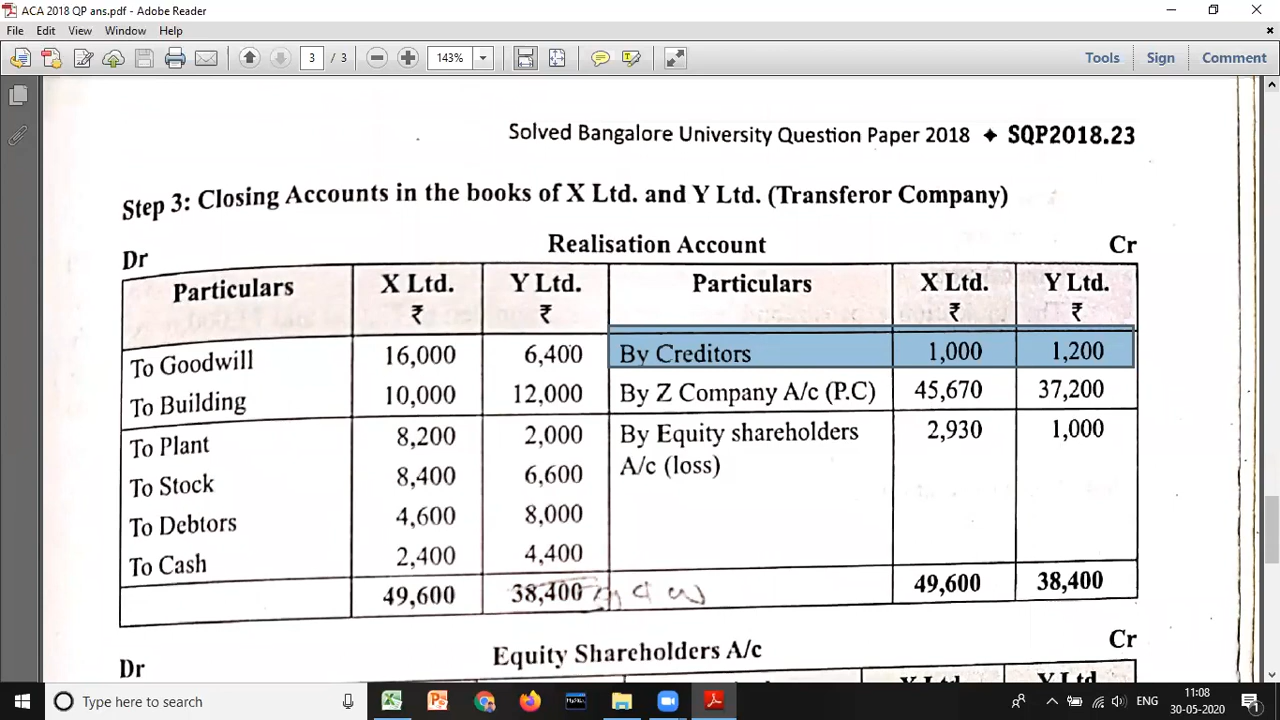 ACA 2018 QP ans.pdf - Adobe Reader
File Edit View Window Help
3 / 3 143% Tools Sign Comment
Solved Bangalore University Question Paper 2018 ✦ SQP2018.23
Step 3: Closing Accounts in the books of X Ltd. and Y Ltd. (Transferor Company)
Dr Realisation Account Cr
Particulars X Ltd. Y Ltd. Particulars X Ltd. Y Ltd.
₹ ₹ ₹ ₹
To Goodwill 16,000 6,400 By Creditors 1,000 1,200
To Building 10,000 12,000 By Z Company A/c (P.C) 45,670 37,200
To Plant 8,200 2,000 By Equity shareholders 2,930 1,000
To Stock 8,400 6,600 A/c (loss)
To Debtors 4,600 8,000
To Cash 2,400 4,400
49,600 38,400 49,600 38,400
Dr Equity Shareholders A/c Cr
X Ltd. Y Ltd.
Type here to search
ENG 11:08
30-05-2020 1